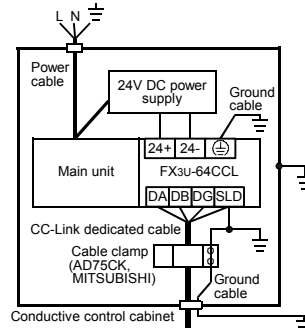 L N
Power
cable
24V DC power
supply
Ground
cable
24+ 24-
Main unit
FX3U-64CCL
DA DB DG SLD
CC-Link dedicated cable
Cable clamp
(AD75CK,
MITSUBISHI)
Ground
cable
Conductive control cabinet